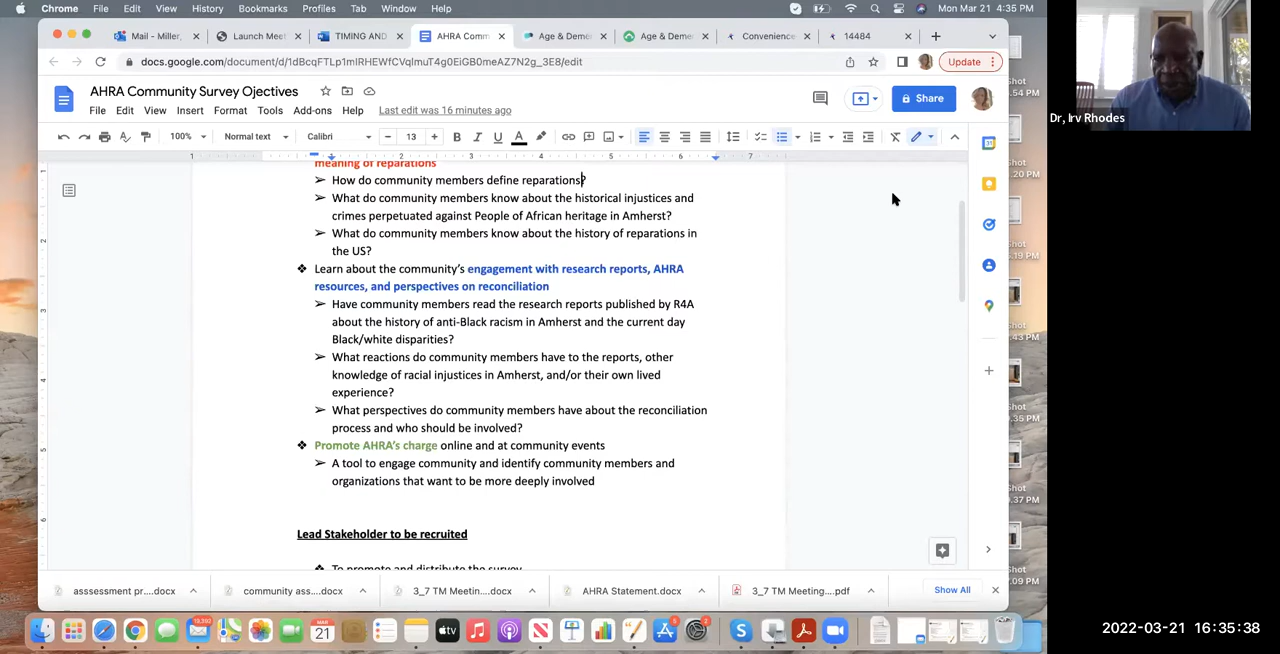 Chrome File Edit View History Bookmarks Profiles Tab Window Help Mon Mar 21 4:35 PM
Mail - Miller, Launch Meet TIMING AND AHRA Comm Age & Dem Age & Deme Convenience 14484
docs.google.com/document/d/1dBcqFTLp1mIRHEWfCVqlmuT4g0EiGB0meAZ7N2g_3E8/edit Update
AHRA Community Survey Ojectives
File Edit View Insert Format Tools Add-ons Help Last edit was 16 minutes ago
Share
100% Normal text Calibri 13
meaning of reparations
How do community members define reparations?
What do community members know about the historical injustices and
crimes perpetuated against People of African heritage in Amherst?
What do community members know about the history of reparations in
the US?
Learn about the community's engagement with research reports, AHRA
resources, and perspectives on reconciliation
Have community members read the research reports published by R4A
about the history of anti-Black racism in Amherst and the current day
Black/white disparities?
What reactions do community members have to the reports, other
knowledge of racial injustices in Amherst, and/or their own lived
experience?
What perspectives do community members have about the reconciliation
process and who should be involved?
Promote AHRA's charge online and at community events
A tool to engage community and identify community members and
organizations that want to be more deeply involved
Lead Stakeholder to be recruited
To promote and distribute the survey
asssessment pr....docx community ass....docx 3_7 TM Meetin....docx AHRA Statement.docx 3_7 TM Meeting....pdf Show All
Dr, Irv Rhodes
2022-03-21 16:35:38